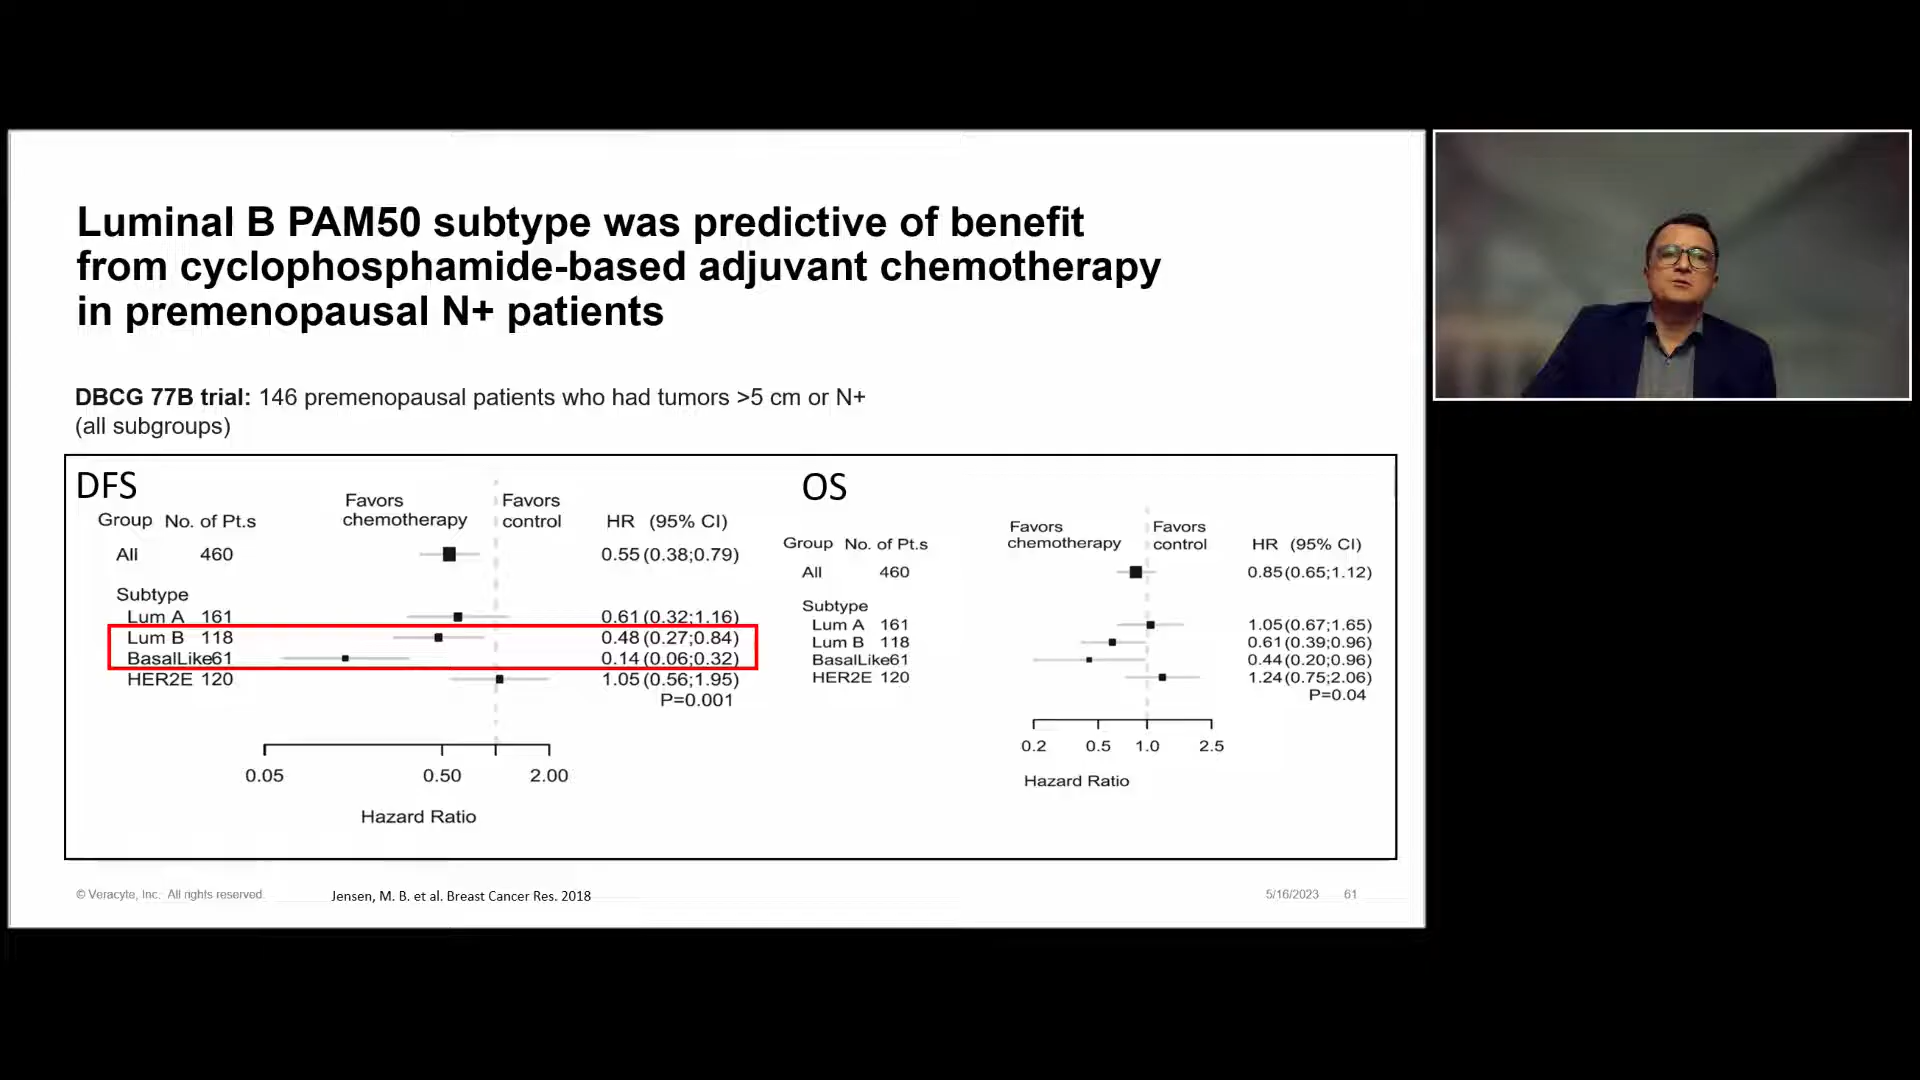 Luminal B PAM50 subtype was predictive of benefit
from cyclophosphamide-based adjuvant chemotherapy
in premenopausal N+ patients
DBCG 77B trial: 146 premenopausal patients who had tumors >5 cm or N+
(all subgroups)
DFS
Favors chemotherapy Favors control
Group No. of Pt.s HR (95% CI)
All 460 0.55 (0.38;0.79)
Subtype
Lum A 161 0.61 (0.32;1.16)
Lum B 118 0.48 (0.27;0.84)
BasalLike61 0.14 (0.06;0.32)
HER2E 120 1.05 (0.56;1.95)
P=0.001
0.05 0.50 2.00
Hazard Ratio
OS
Favors chemotherapy Favors control
Group No. of Pt.s HR (95% CI)
All 460 0.85 (0.65;1.12)
Subtype
Lum A 161 1.05 (0.67;1.65)
Lum B 118 0.61 (0.39;0.96)
BasalLike61 0.44 (0.20;0.96)
HER2E 120 1.24 (0.75;2.06)
P=0.04
0.2 0.5 1.0 2.5
Hazard Ratio
© Veracyte, Inc. All rights reserved
Jensen, M. B. et al. Breast Cancer Res. 2018
5/16/2023 61